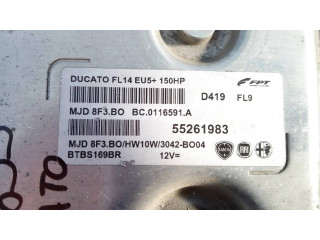 DUCATO FL14 EU5+ 150HP
FPT
D419 FL9
MJD 8F3.BO BC.0116591.A
55261983
MJD 8F3.BO/HW10W/3042-BO04
BTBS169BR 12V=